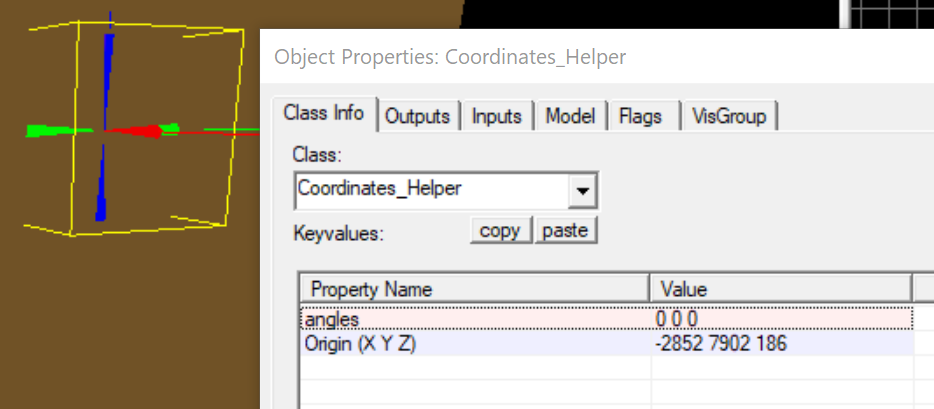 Object Properties: Coordinates_Helper
Class Info Outputs Inputs Model Flags VisGroup
Class:
Coordinates_Helper
Keyvalues: copy paste
Property Name Value
angles 0 0 0
Origin (X Y Z) -2852 7902 186